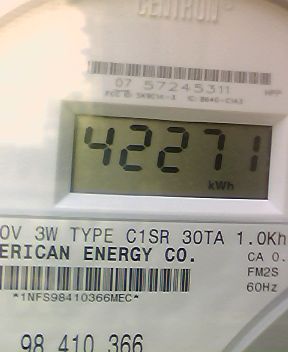 CENTRON
07 57245311
42271
kWh
0V 3W TYPE C1SR 30TA 1.0Kh
ERICAN ENERGY CO.
CA 0.
FM2S
60Hz
*1NFS98410366MEC*
98 410 366